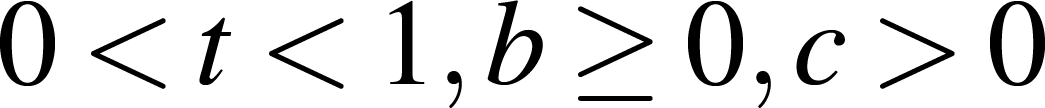 0 < t < 1, b ≥ 0, c > 0